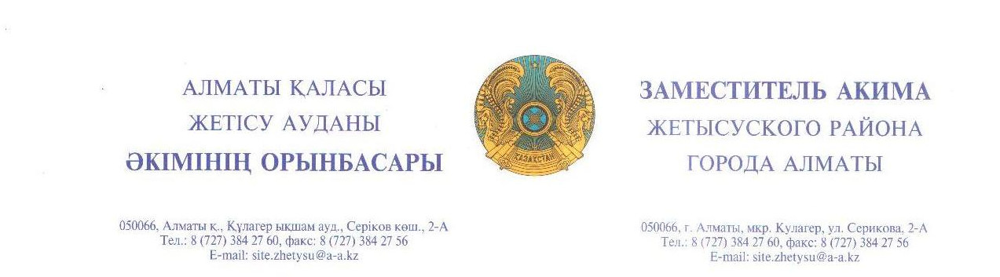 АЛМАТЫ ҚАЛАСЫ
ЖЕТІСУ АУДАНЫ
ӘКІМІНІҢ ОРЫНБАСАРЫ
050066, Алматы қ., Құлагер ықшам ауд., Серіков көш., 2-А
Тел.: 8 (727) 384 27 60, факс: 8 (727) 384 27 56
E-mail: site.zhetysu@a-a.kz
ҚАЗАҚСТАН
ЗАМЕСТИТЕЛЬ АКИМА
ЖЕТЫСУСКОГО РАЙОНА
ГОРОДА АЛМАТЫ
050066, г. Алматы, мкр. Кулагер, ул. Серикова, 2-А
Тел.: 8 (727) 384 27 60, факс: 8 (727) 384 27 56
E-mail: site.zhetysu@a-a.kz